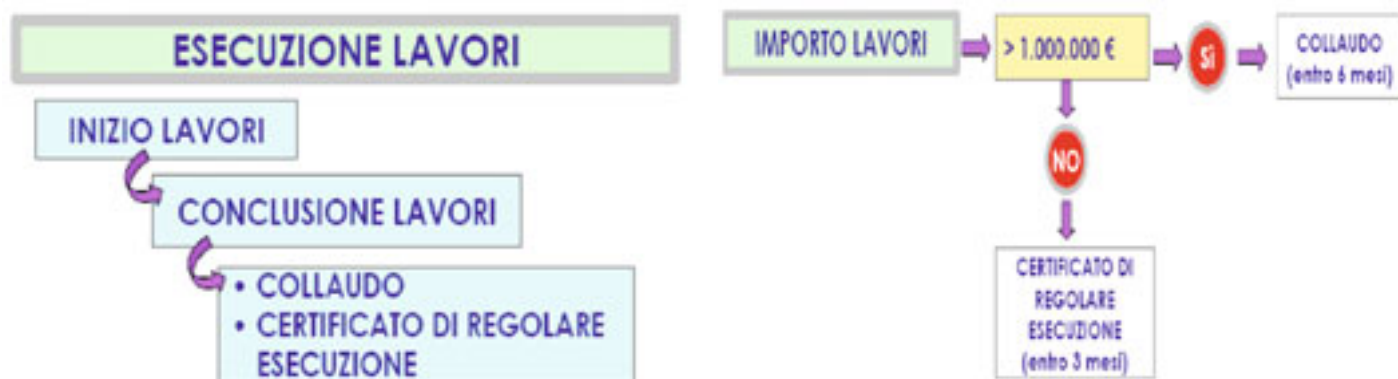 ESECUZIONE LAVORI
INIZIO LAVORI
CONCLUSIONE LAVORI
• COLLAUDO
• CERTIFICATO DI REGOLARE
ESECUZIONE
IMPORTO LAVORI
> 1.000.000 €
SI
COLLAUDO
(entro 6 mesi)
NO
CERTIFICATO DI
REGOLARE
ESECUZIONE
(entro 3 mesi)